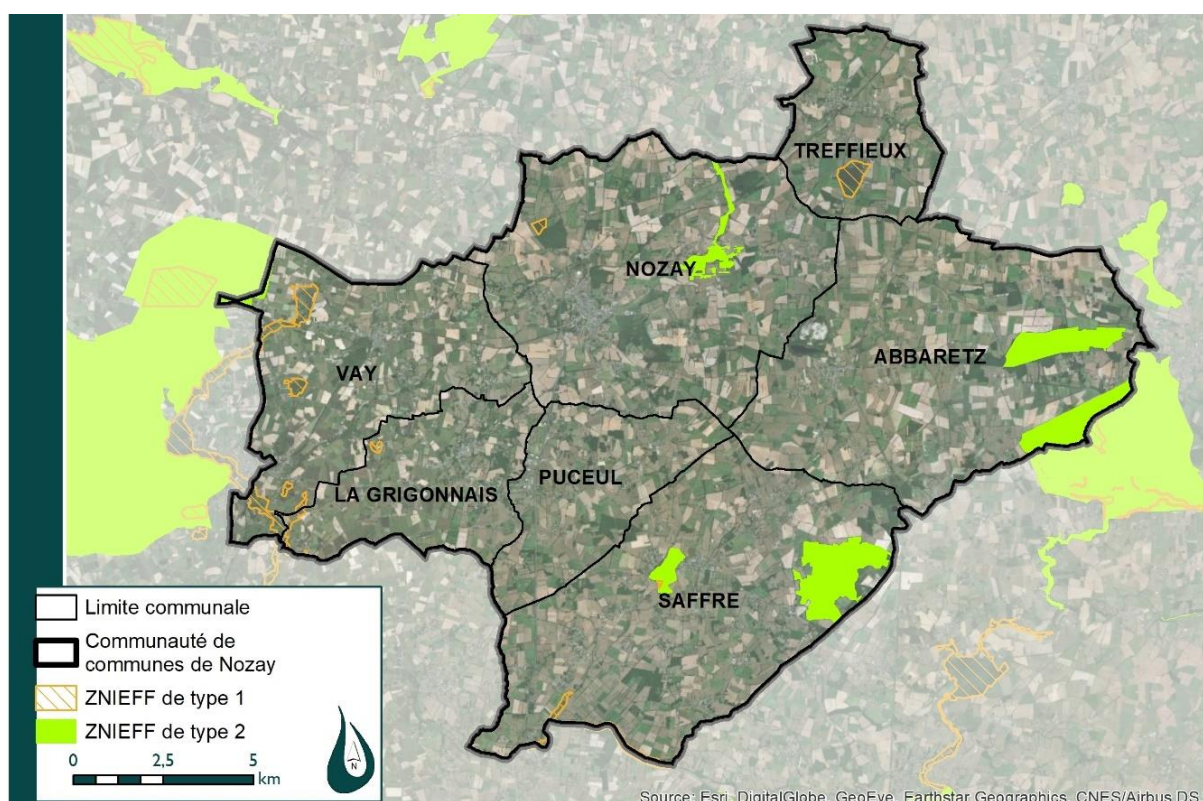 TREFFIEUX
NOZAY
ABBARETZ
VAY
PUCEUL
LA GRIGONNAIS
SAFFRE
Limite communale
Communauté de
communes de Nozay
ZNIEFF de type 1
ZNIEFF de type 2
0 2,5 5
km
N
Source: Esri, DigitalGlobe, GeoEye, Earthstar Geographics, CNES/Airbus DS